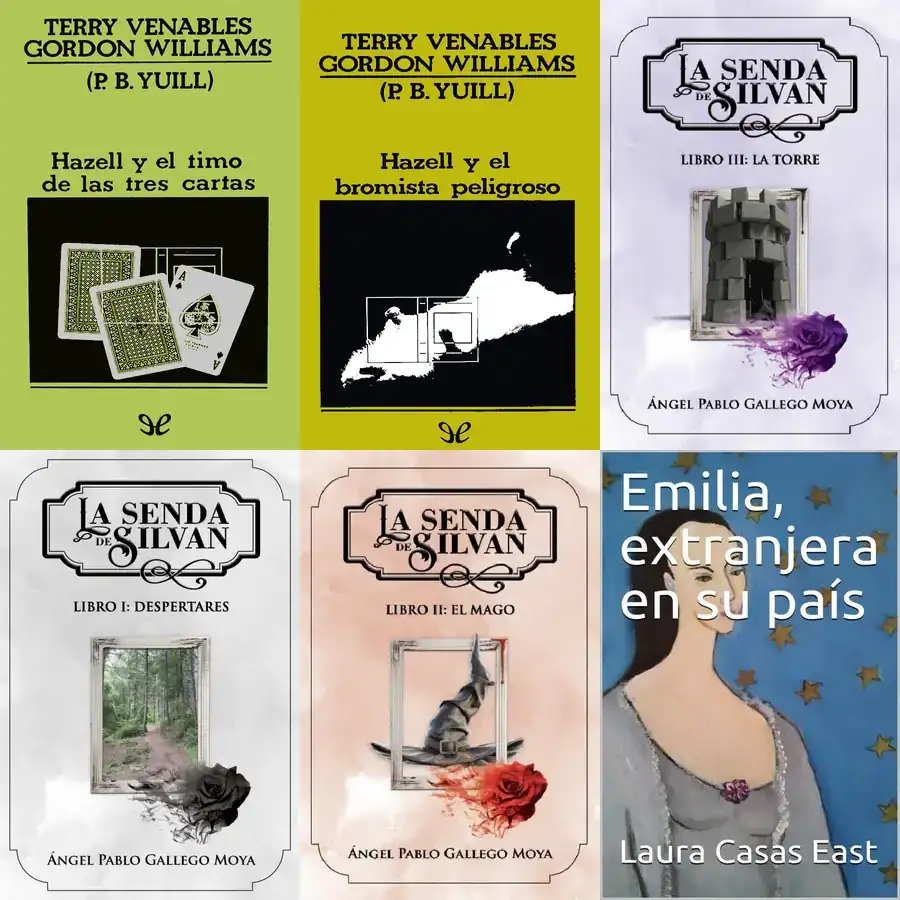 TERRY VENABLES
GORDON WILLIAMS
(P. B. YUILL)
Hazell y el timo
de las tres cartas
A
TERRY VENABLES
GORDON WILLIAMS
(P. B. YUILL)
Hazell y el
bromista peligroso
LA SENDA
DE SILVAN
LIBRO III: LA TORRE
ÁNGEL PABLO GALLEGO MOYA
LA SENDA
DE SILVAN
LIBRO I: DESPERTARES
ÁNGEL PABLO GALLEGO MOYA
LA SENDA
DE SILVAN
LIBRO II: EL MAGO
ÁNGEL PABLO GALLEGO MOYA
Emilia,
extranjera
en su país
Laura Casas East